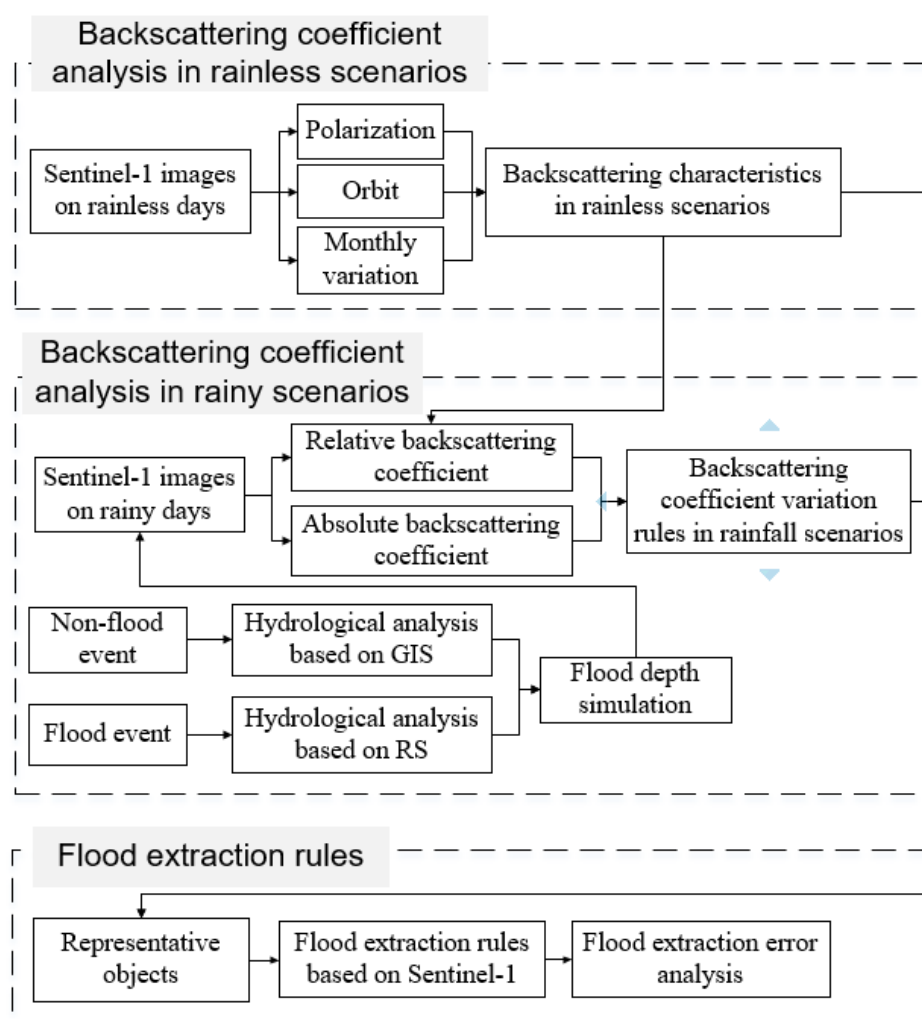 Backscattering coefficient
analysis in rainless scenarios
Polarization
Sentinel-1 images
on rainless days
Orbit
Backscattering characteristics
in rainless scenarios
Monthly
variation
Backscattering coefficient
analysis in rainy scenarios
Relative backscattering
coefficient
Sentinel-1 images
on rainy days
Absolute backscattering
coefficient
Backscattering
coefficient variation
rules in rainfall scenarios
Non-flood
event
Hydrological analysis
based on GIS
Flood depth
simulation
Flood event
Hydrological analysis
based on RS
Flood extraction rules
Representative
objects
Flood extraction rules
based on Sentinel-1
Flood extraction error
analysis